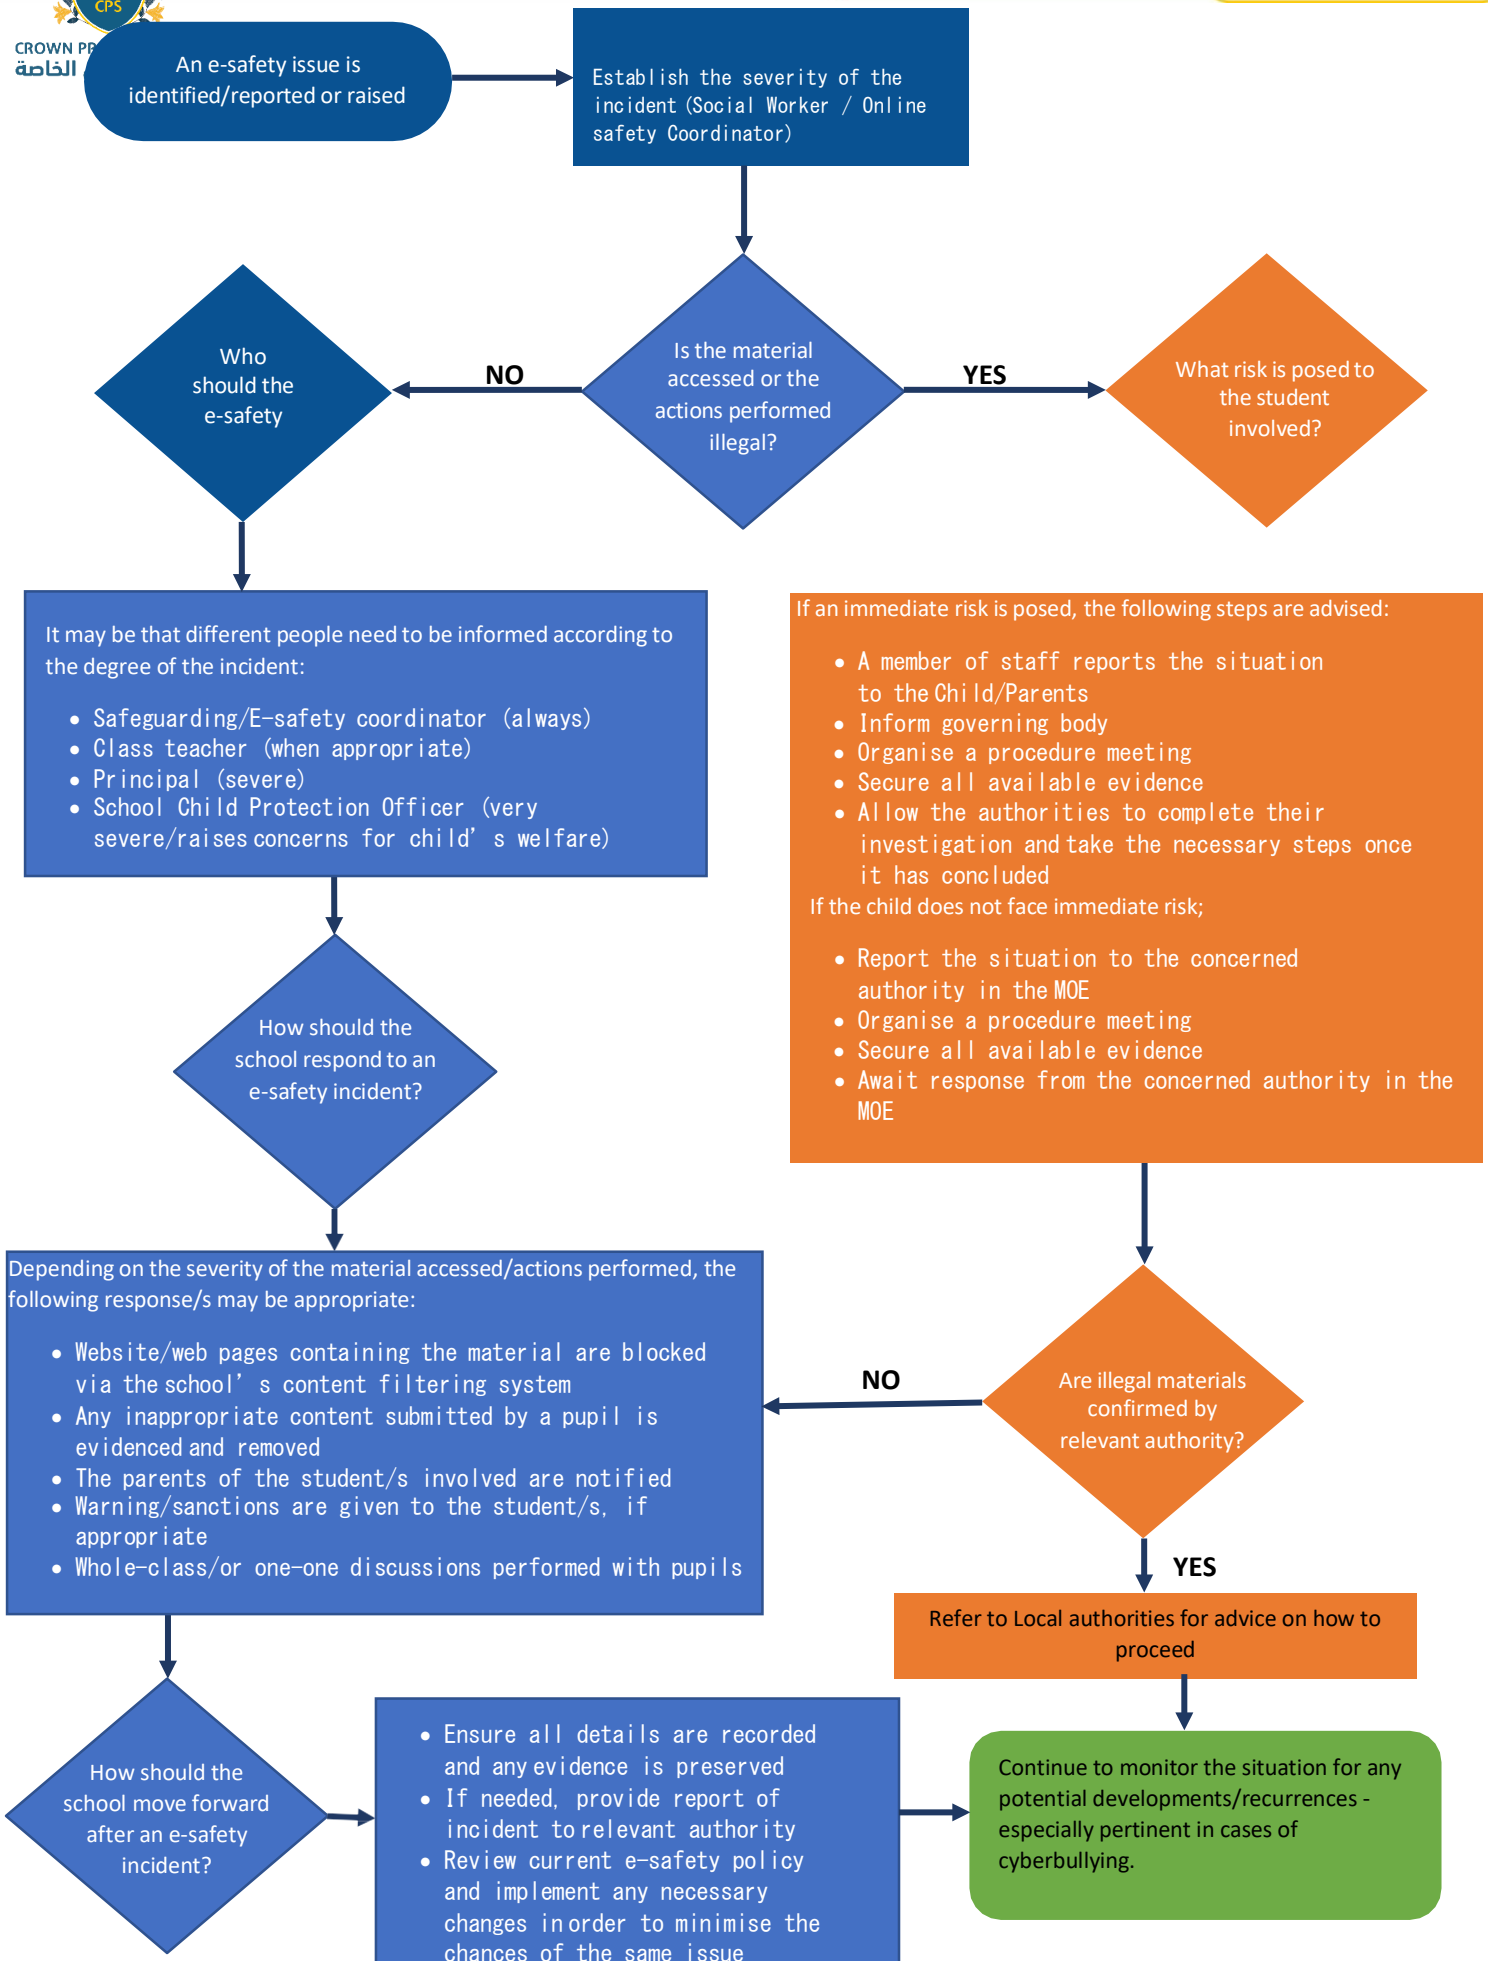 CPS
CROWN PR
الخاصة
An e-safety issue is
identified/reported or raised
Establish the severity of the
incident (Social Worker / Online
safety Coordinator)
Who
should the
e-safety
NO
Is the material
accessed or the
actions performed
illegal?
YES
What risk is posed to
the student
involved?
It may be that different people need to be informed according to
the degree of the incident:
• Safeguarding/E-safety coordinator (always)
• Class teacher (when appropriate)
• Principal (severe)
• School Child Protection Officer (very
severe/raises concerns for child’s welfare)
If an immediate risk is posed, the following steps are advised:
• A member of staff reports the situation
to the Child/Parents
• Inform governing body
• Organise a procedure meeting
• Secure all available evidence
• Allow the authorities to complete their
investigation and take the necessary steps once
it has concluded
If the child does not face immediate risk;
• Report the situation to the concerned
authority in the MOE
• Organise a procedure meeting
• Secure all available evidence
• Await response from the concerned authority in the
MOE
How should the
school respond to an
e-safety incident?
Depending on the severity of the material accessed/actions performed, the
following response/s may be appropriate:
• Website/web pages containing the material are blocked
via the school’s content filtering system
• Any inappropriate content submitted by a pupil is
evidenced and removed
• The parents of the student/s involved are notified
• Warning/sanctions are given to the student/s, if
appropriate
• Whole-class/or one-one discussions performed with pupils
NO
Are illegal materials
confirmed by
relevant authority?
YES
Refer to Local authorities for advice on how to
proceed
How should the
school move forward
after an e-safety
incident?
• Ensure all details are recorded
and any evidence is preserved
• If needed, provide report of
incident to relevant authority
• Review current e-safety policy
and implement any necessary
changes in order to minimise the
chances of the same issue
Continue to monitor the situation for any
potential developments/recurrences -
especially pertinent in cases of
cyberbullying.